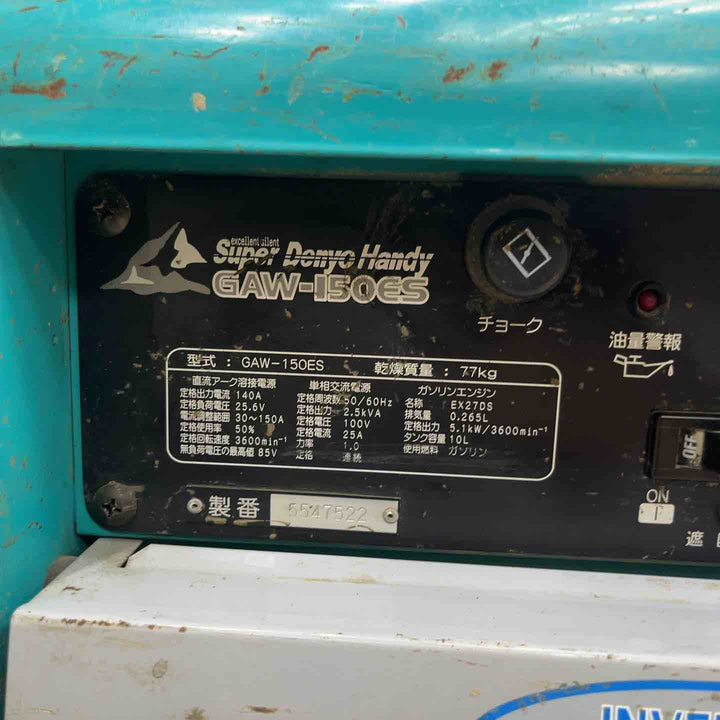 excellent silent
Super Denyo Handy
GAW-150ES
チョーク
油量警報
型式 : GAW-150ES 乾燥質量 : 77kg
直流アーク溶接電源
定格出力電流 140A
定格負荷電圧 25.6V
電流調整範囲 30～150A
定格使用率 50%
定格回転速度 3600min⁻¹
無負荷電圧の最高値 85V
単相交流電源
定格周波数 50/60Hz
定格出力 2.5kVA
定格電圧 100V
定格電流 25A
力率 1.0
定格 連続
ガソリンエンジン
名称 EX27DS
排気量 0.265L
定格出力 5.1kW/3600min⁻¹
タンク容量 10L
使用燃料 ガソリン
OFF
ON
製番 5547522
遮